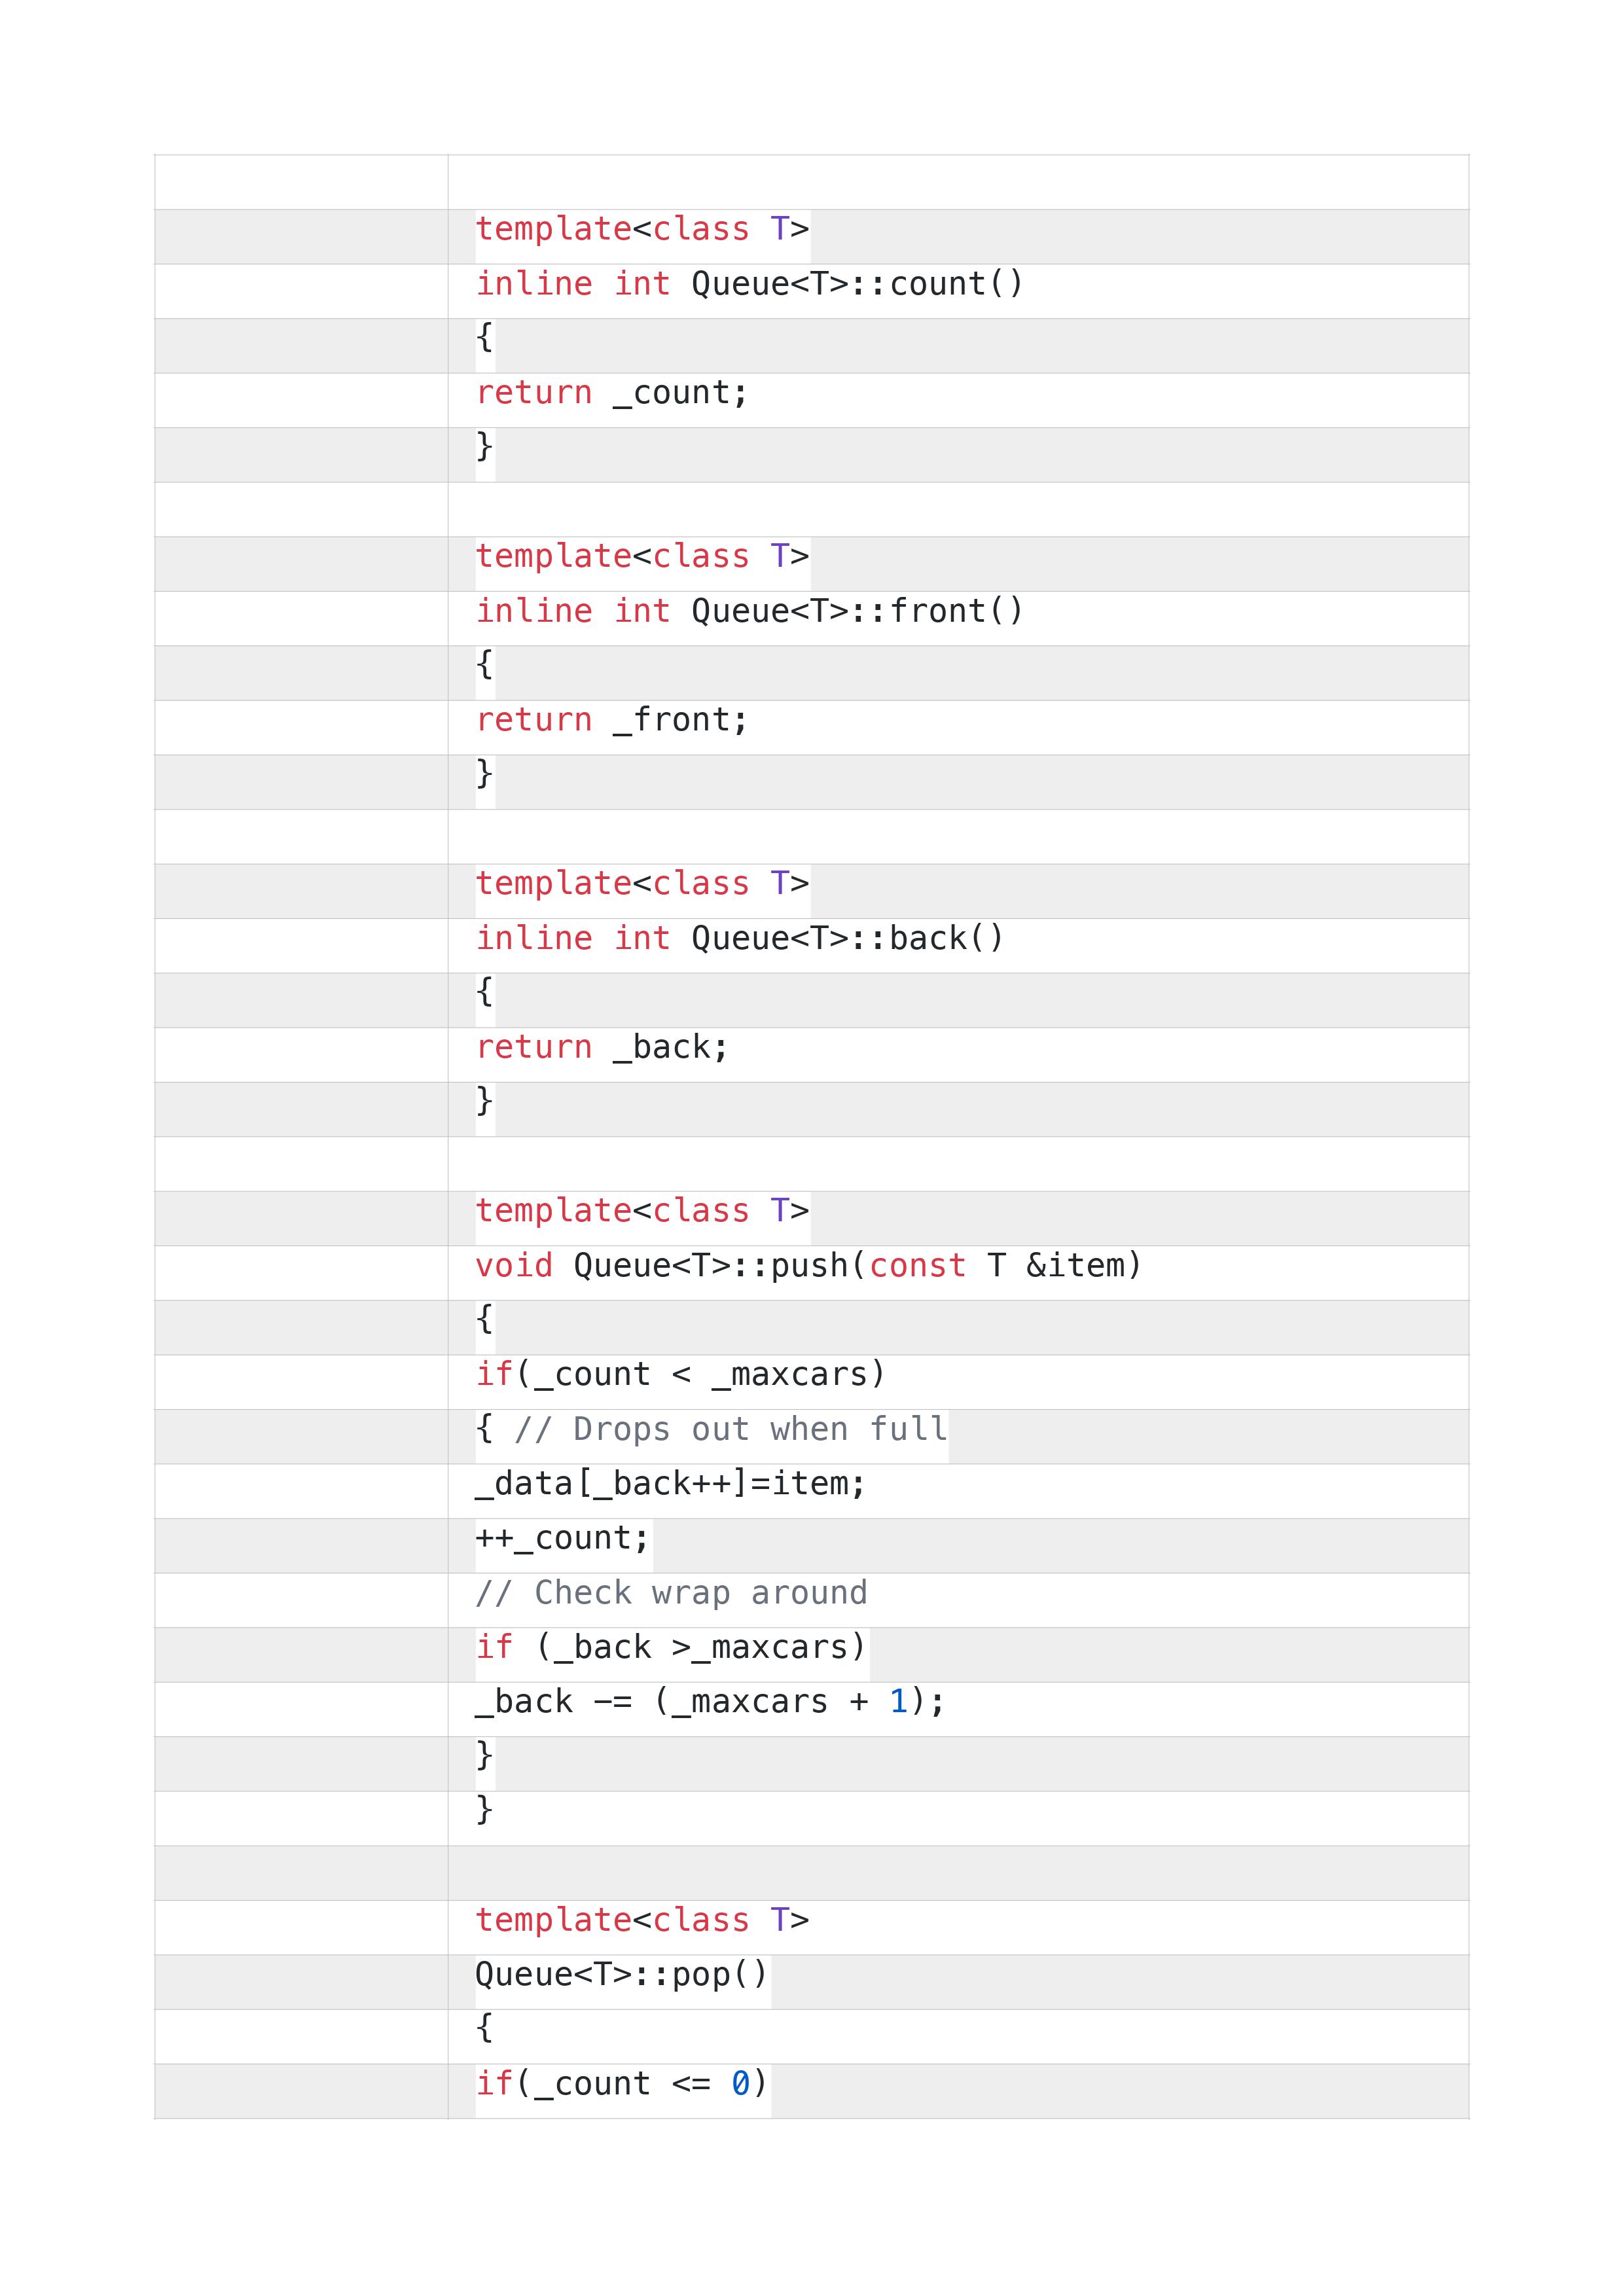 template<class T>
inline int Queue<T>::count()
{
return _count;
}
template<class T>
inline int Queue<T>::front()
{
return _front;
}
template<class T>
inline int Queue<T>::back()
{
return _back;
}
template<class T>
void Queue<T>::push(const T &item)
{
if(_count < _maxcars)
{ // Drops out when full
_data[_back++]=item;
++_count;
// Check wrap around
if (_back >_maxcars)
_back -= (_maxcars + 1);
}
}
template<class T>
Queue<T>::pop()
{
if(_count <= 0)